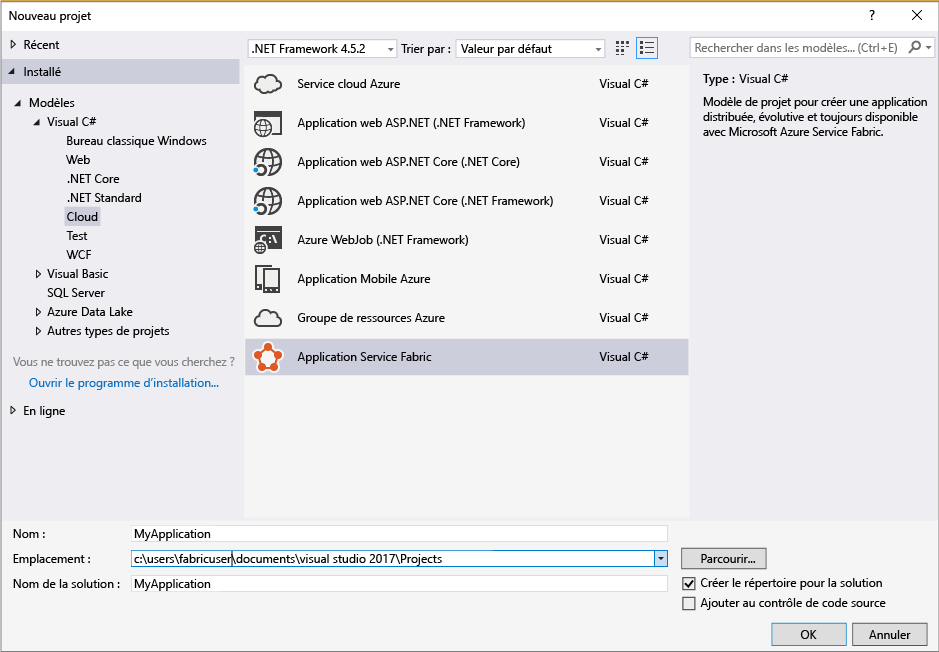 Nouveau projet
?
Récent
.NET Framework 4.5.2
Trier par :
Valeur par défaut
Rechercher dans les modèles... (Ctrl+E)
Installé
Modèles
Visual C#
Bureau classique Windows
Web
.NET Core
.NET Standard
Cloud
Test
WCF
Visual Basic
SQL Server
Azure Data Lake
Autres types de projets
Vous ne trouvez pas ce que vous cherchez ?
Ouvrir le programme d'installation...
En ligne
Service cloud Azure Visual C#
Application web ASP.NET (.NET Framework) Visual C#
Application web ASP.NET Core (.NET Core) Visual C#
Application web ASP.NET Core (.NET Framework) Visual C#
C:\
Azure WebJob (.NET Framework) Visual C#
Application Mobile Azure Visual C#
Groupe de ressources Azure Visual C#
Application Service Fabric Visual C#
Type : Visual C#
Modèle de projet pour créer une application
distribuée, évolutive et toujours disponible
avec Microsoft Azure Service Fabric.
Nom : MyApplication
Emplacement : c:\users\fabricuser\documents\visual studio 2017\Projects
Parcourir...
Nom de la solution : MyApplication
Créer le répertoire pour la solution
Ajouter au contrôle de code source
OK
Annuler